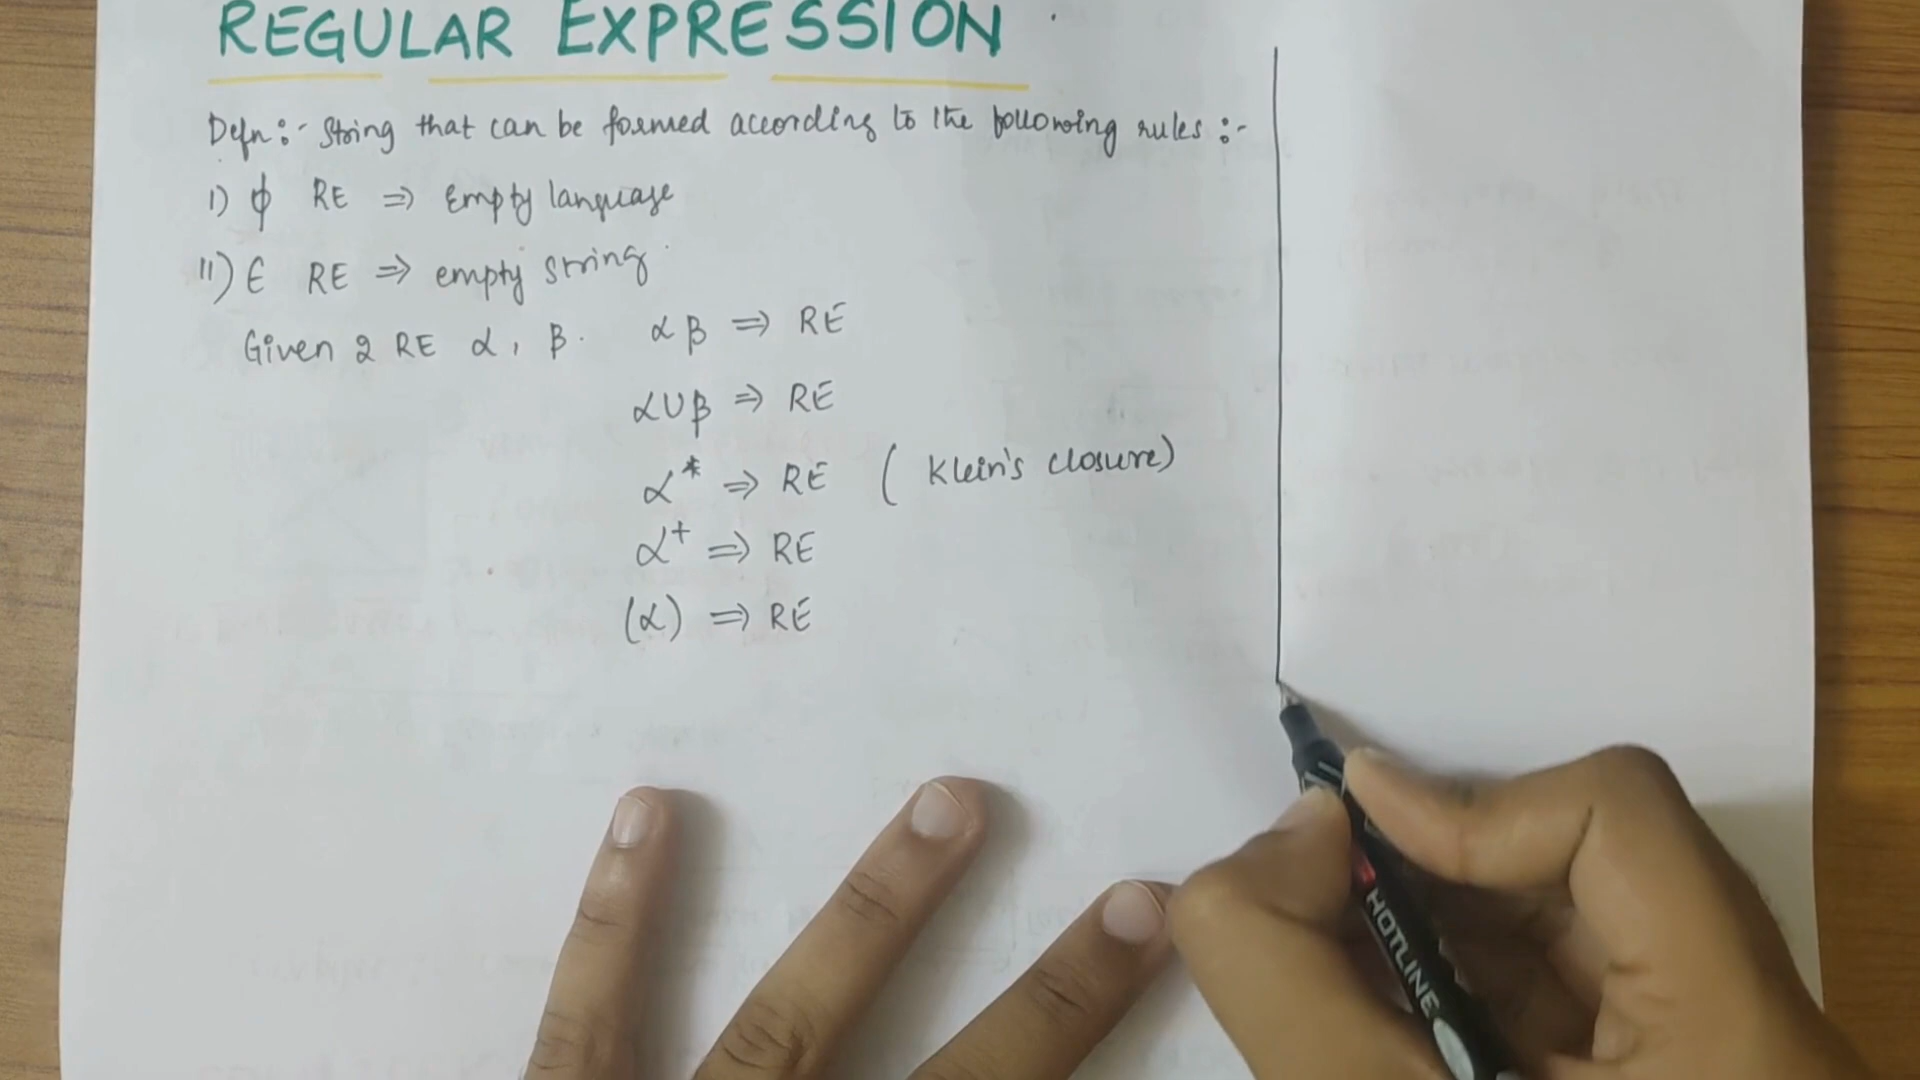 REGULAR EXPRESSION
Defn:- String that can be formed according to the following rules :-
I) ϕ RE ⇒ Empty language
II) ∈ RE ⇒ empty string
Given 2 RE α, β. αβ ⇒ RE
α∪β ⇒ RE
α* ⇒ RE ( Klein's closure)
α+ ⇒ RE
(α) ⇒ RE
HOTLINE